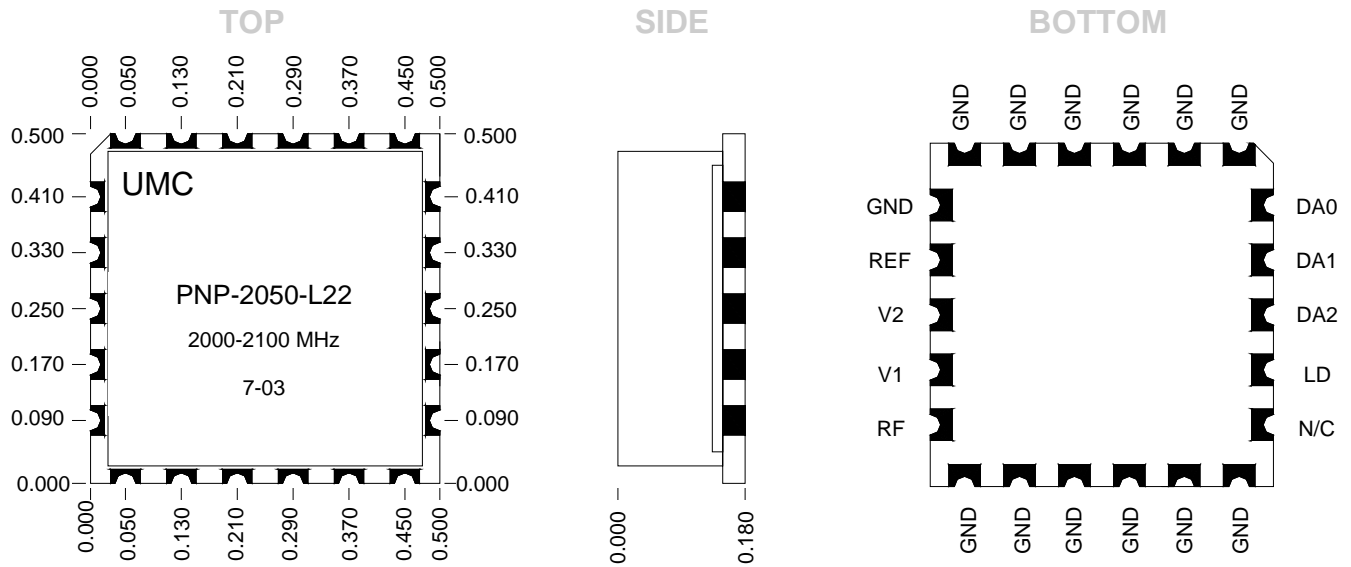 TOP
SIDE
BOTTOM
0.000
0.050
0.130
0.210
0.290
0.370
0.450
0.500
0.500
0.410
0.330
0.250
0.170
0.090
0.000
UMC
PNP-2050-L22
2000-2100 MHz
7-03
0.500
0.410
0.330
0.250
0.170
0.090
0.000
0.000
0.050
0.130
0.210
0.290
0.370
0.450
0.500
0.000
0.180
GND
GND
GND
GND
GND
GND
GND
REF
V2
V1
RF
DA0
DA1
DA2
LD
N/C
GND
GND
GND
GND
GND
GND